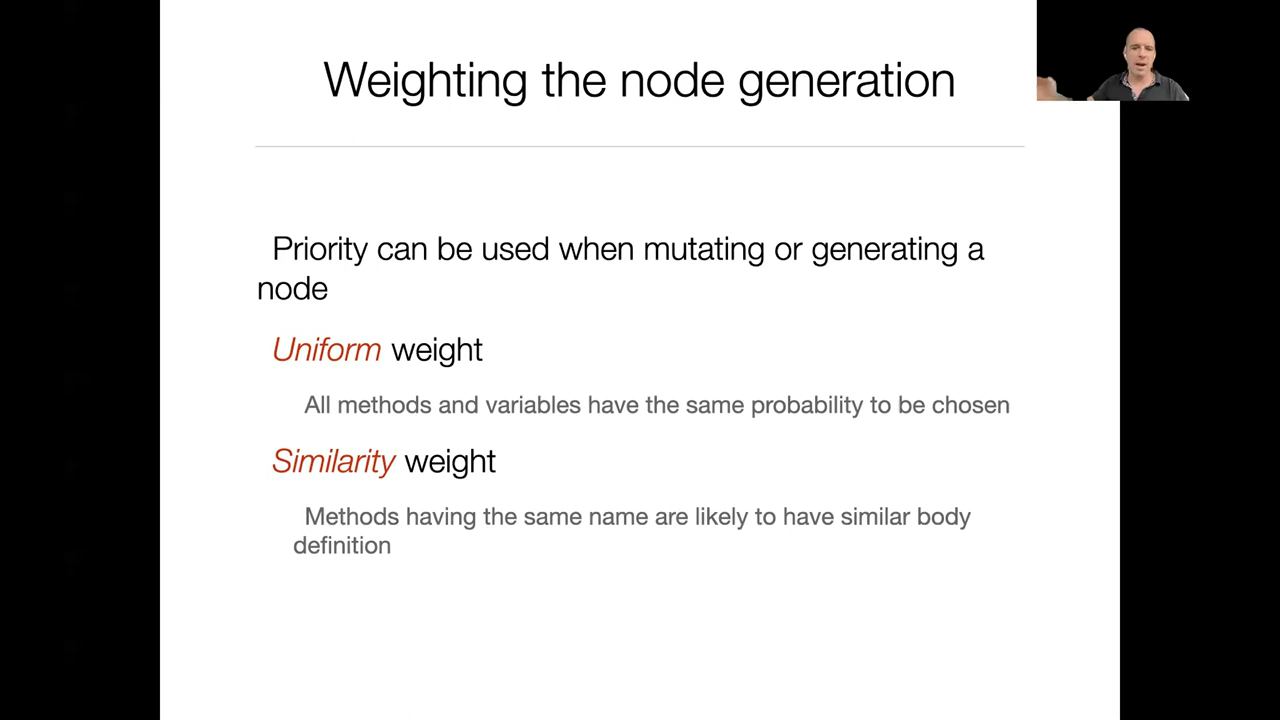 Weighting the node generation
Priority can be used when mutating or generating a
node
Uniform weight
All methods and variables have the same probability to be chosen
Similarity weight
Methods having the same name are likely to have similar body
definition